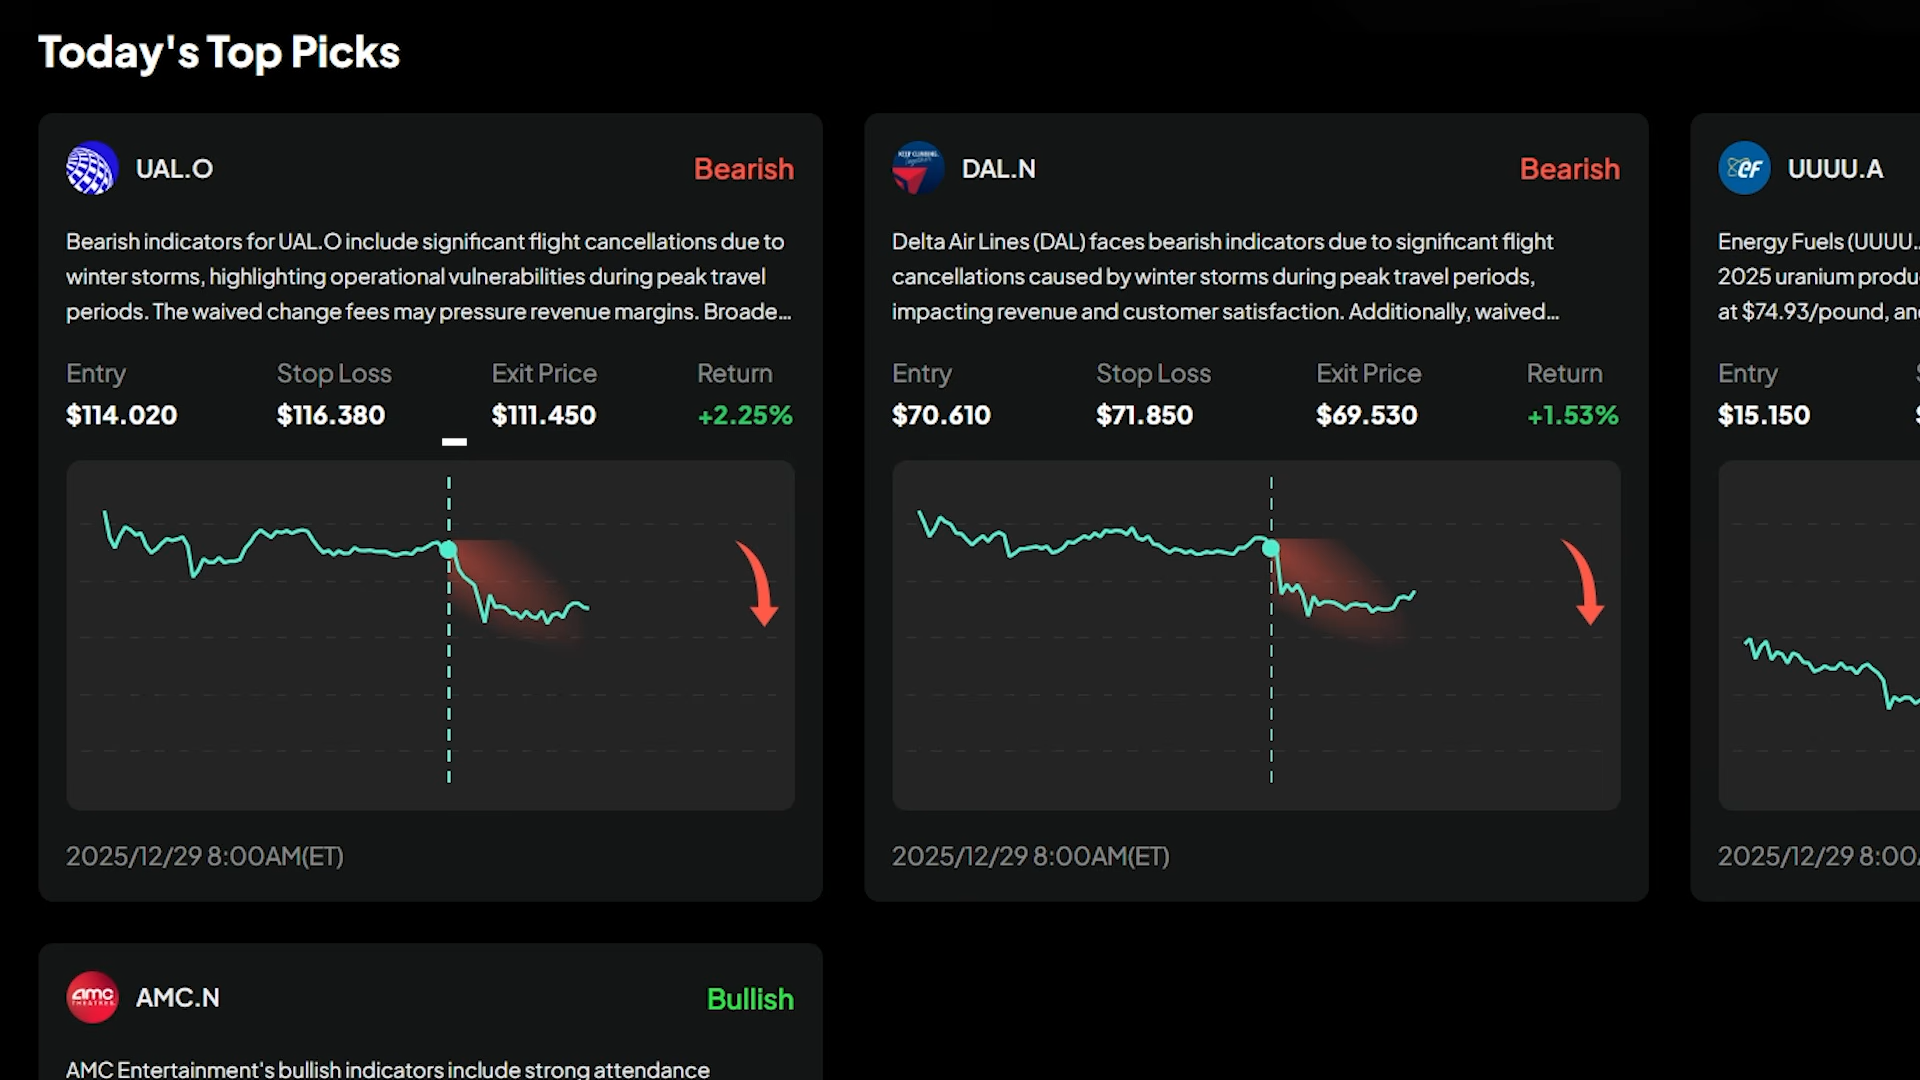 Today's Top Picks
UAL.O
Bearish
Bearish indicators for UAL.O include significant flight cancellations due to
winter storms, highlighting operational vulnerabilities during peak travel
periods. The waived change fees may pressure revenue margins. Broade...
Entry
Stop Loss
Exit Price
Return
$114.020
$116.380
$111.450
+2.25%
2025/12/29 8:00AM(ET)
KEEP CLIMBING
DAL.N
Bearish
Delta Air Lines (DAL) faces bearish indicators due to significant flight
cancellations caused by winter storms during peak travel periods,
impacting revenue and customer satisfaction. Additionally, waived...
Entry
Stop Loss
Exit Price
Return
$70.610
$71.850
$69.530
+1.53%
2025/12/29 8:00AM(ET)
eF
UUUU.A
Energy Fuels (UUUU..
2025 uranium produ
at $74.93/pound, an
Entry
$15.150
2025/12/29 8:00
amc
THEATRES
AMC.N
Bullish
AMC Entertainment's bullish indicators include strong attendance